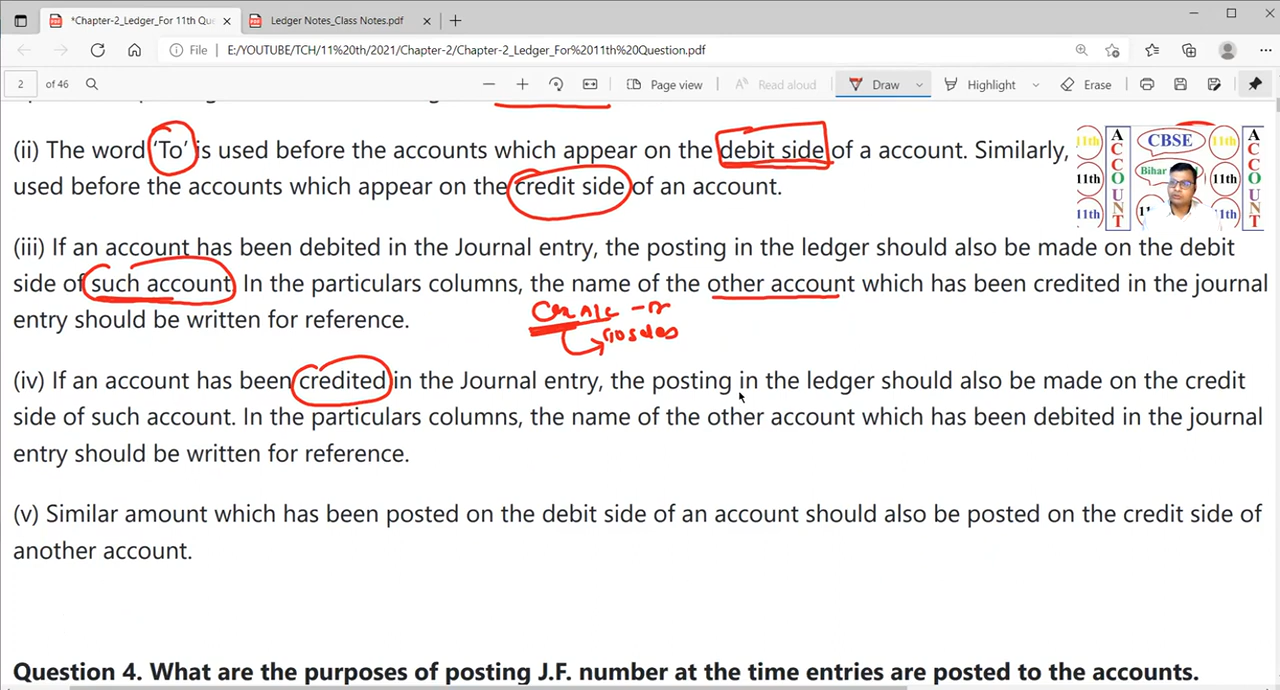 *Chapter-2_Ledger_For 11th Que
Ledger Notes_Class Notes.pdf
File
E:/YOUTUBE/TCH/11%20th/2021/Chapter-2/Chapter-2_Ledger_For%2011th%20Question.pdf
2 of 46
Page view
Read aloud
Draw
Highlight
Erase
(ii) The word 'To' is used before the accounts which appear on the debit side of a account. Similarly,
used before the accounts which appear on the credit side of an account.
ACCOUNT
CBSE
Bihar
11th
11th
11th
11th
11th
ACCOUNT
(iii) If an account has been debited in the Journal entry, the posting in the ledger should also be made on the debit
side of such account. In the particulars columns, the name of the other account which has been credited in the journal
entry should be written for reference.
A/c - Dr
To sales
(iv) If an account has been credited in the Journal entry, the posting in the ledger should also be made on the credit
side of such account. In the particulars columns, the name of the other account which has been debited in the journal
entry should be written for reference.
(v) Similar amount which has been posted on the debit side of an account should also be posted on the credit side of
another account.
Question 4. What are the purposes of posting J.F. number at the time entries are posted to the accounts.